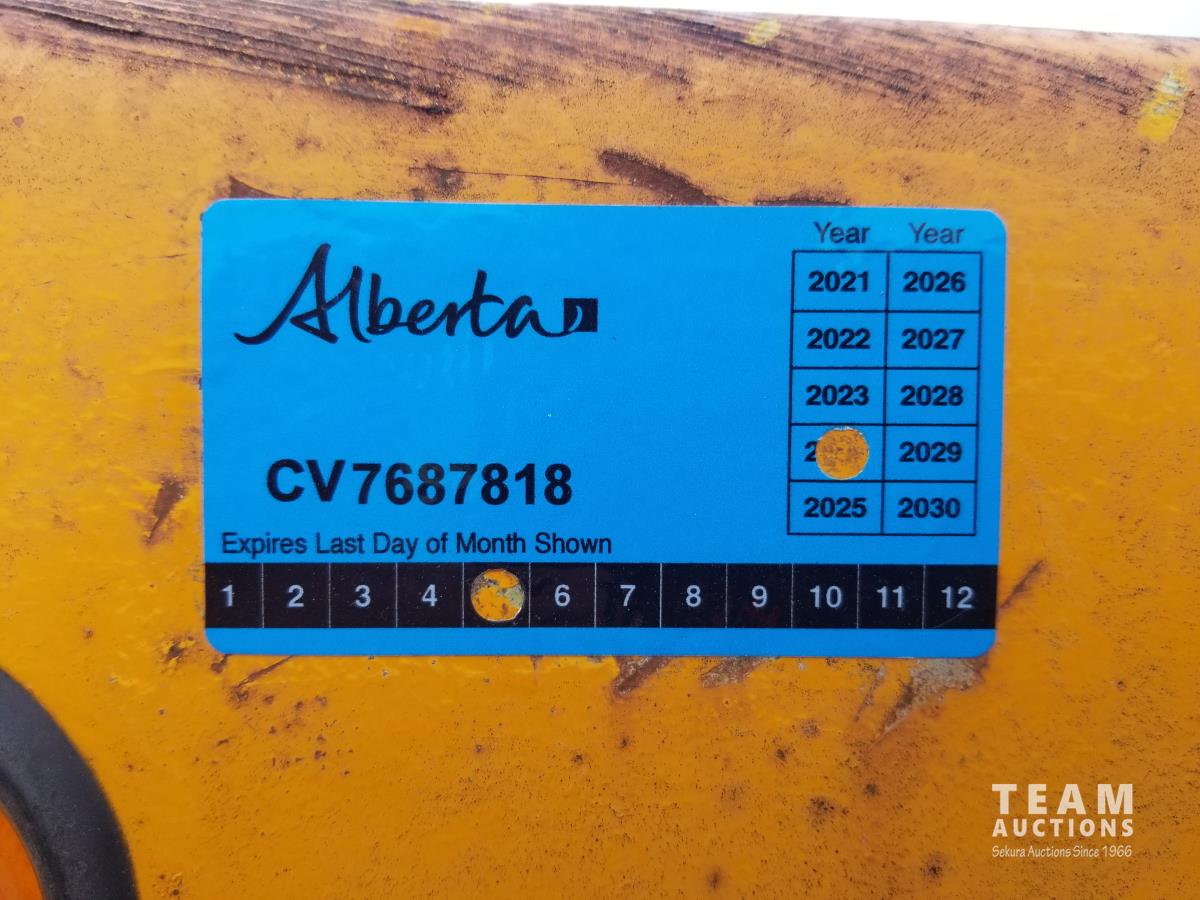 Alberta
Year Year
2021 2026
2022 2027
2023 2028
2029
2025 2030
CV7687818
Expires Last Day of Month Shown
1 2 3 4 6 7 8 9 10 11 12
TEAM
AUCTIONS
Sekura Auctions Since 1966